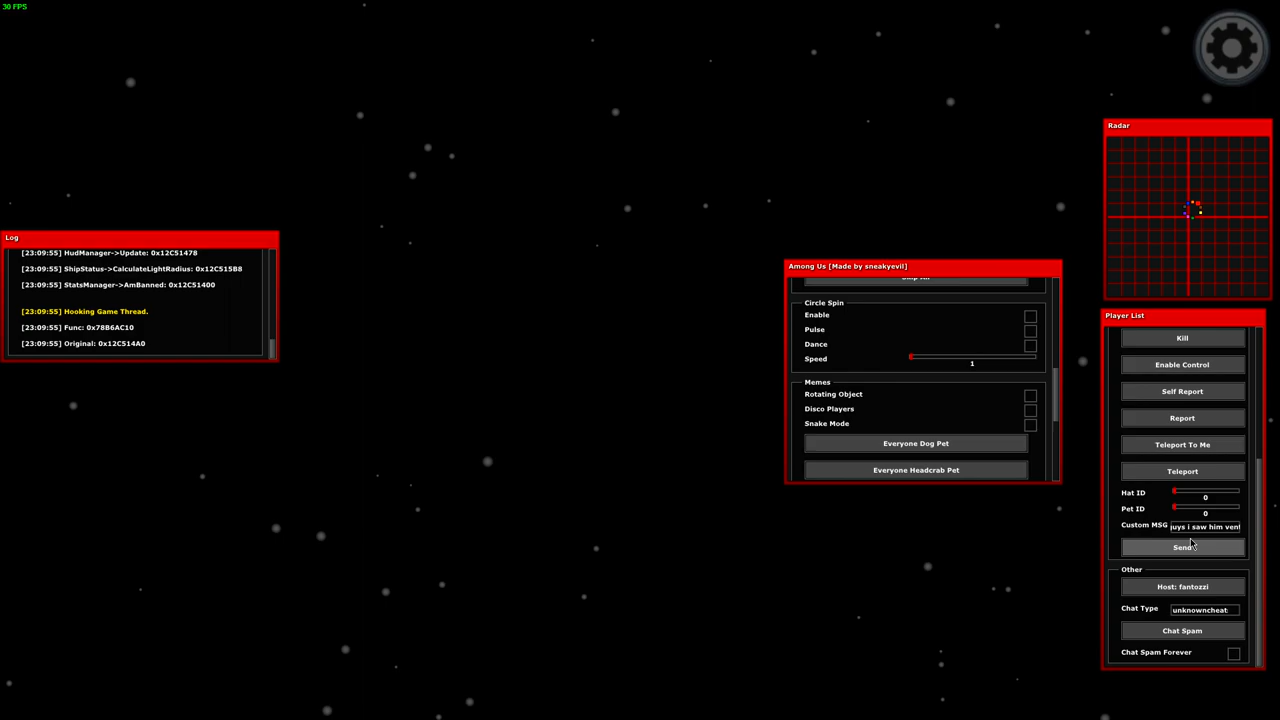 30 FPS
Radar
Log
[23:09:55] HudManager->Update: 0x12C51478
[23:09:55] ShipStatus->CalculateLightRadius: 0x12C515B8
[23:09:55] StatsManager->AmBanned: 0x12C51400
[23:09:55] Hooking Game Thread.
[23:09:55] Func: 0x78B6AC10
[23:09:55] Original: 0x12C514A0
Among Us [Made by sneakyevil]
Circle Spin
Enable
Pulse
Dance
Speed
1
Memes
Rotating Object
Disco Players
Snake Mode
Everyone Dog Pet
Everyone Headcrab Pet
Player List
Kill
Enable Control
Self Report
Report
Teleport To Me
Teleport
Hat ID
0
Pet ID
0
Custom MSG guys i saw him vent
Send
Other
Host: fantozzi
Chat Type unknowncheat
Chat Spam
Chat Spam Forever